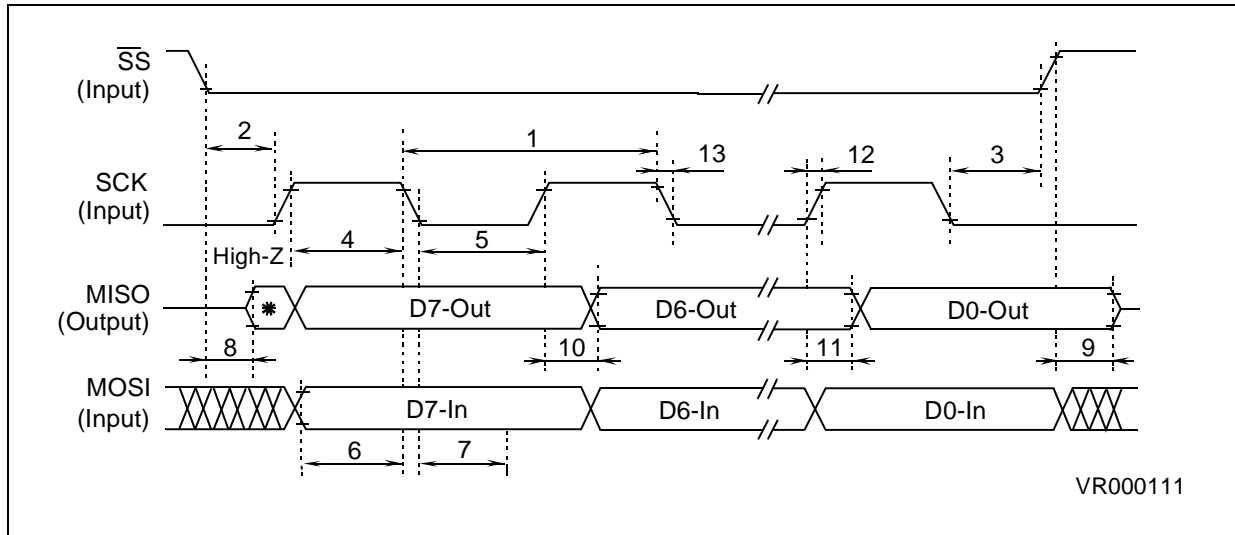 S̅S̅
(Input)
2
1
13
12
3
SCK
(Input)
High-Z
4
5
MISO
(Output)
*
D7-Out
D6-Out
D0-Out
8
10
11
9
MOSI
(Input)
D7-In
D6-In
D0-In
6
7
VR000111